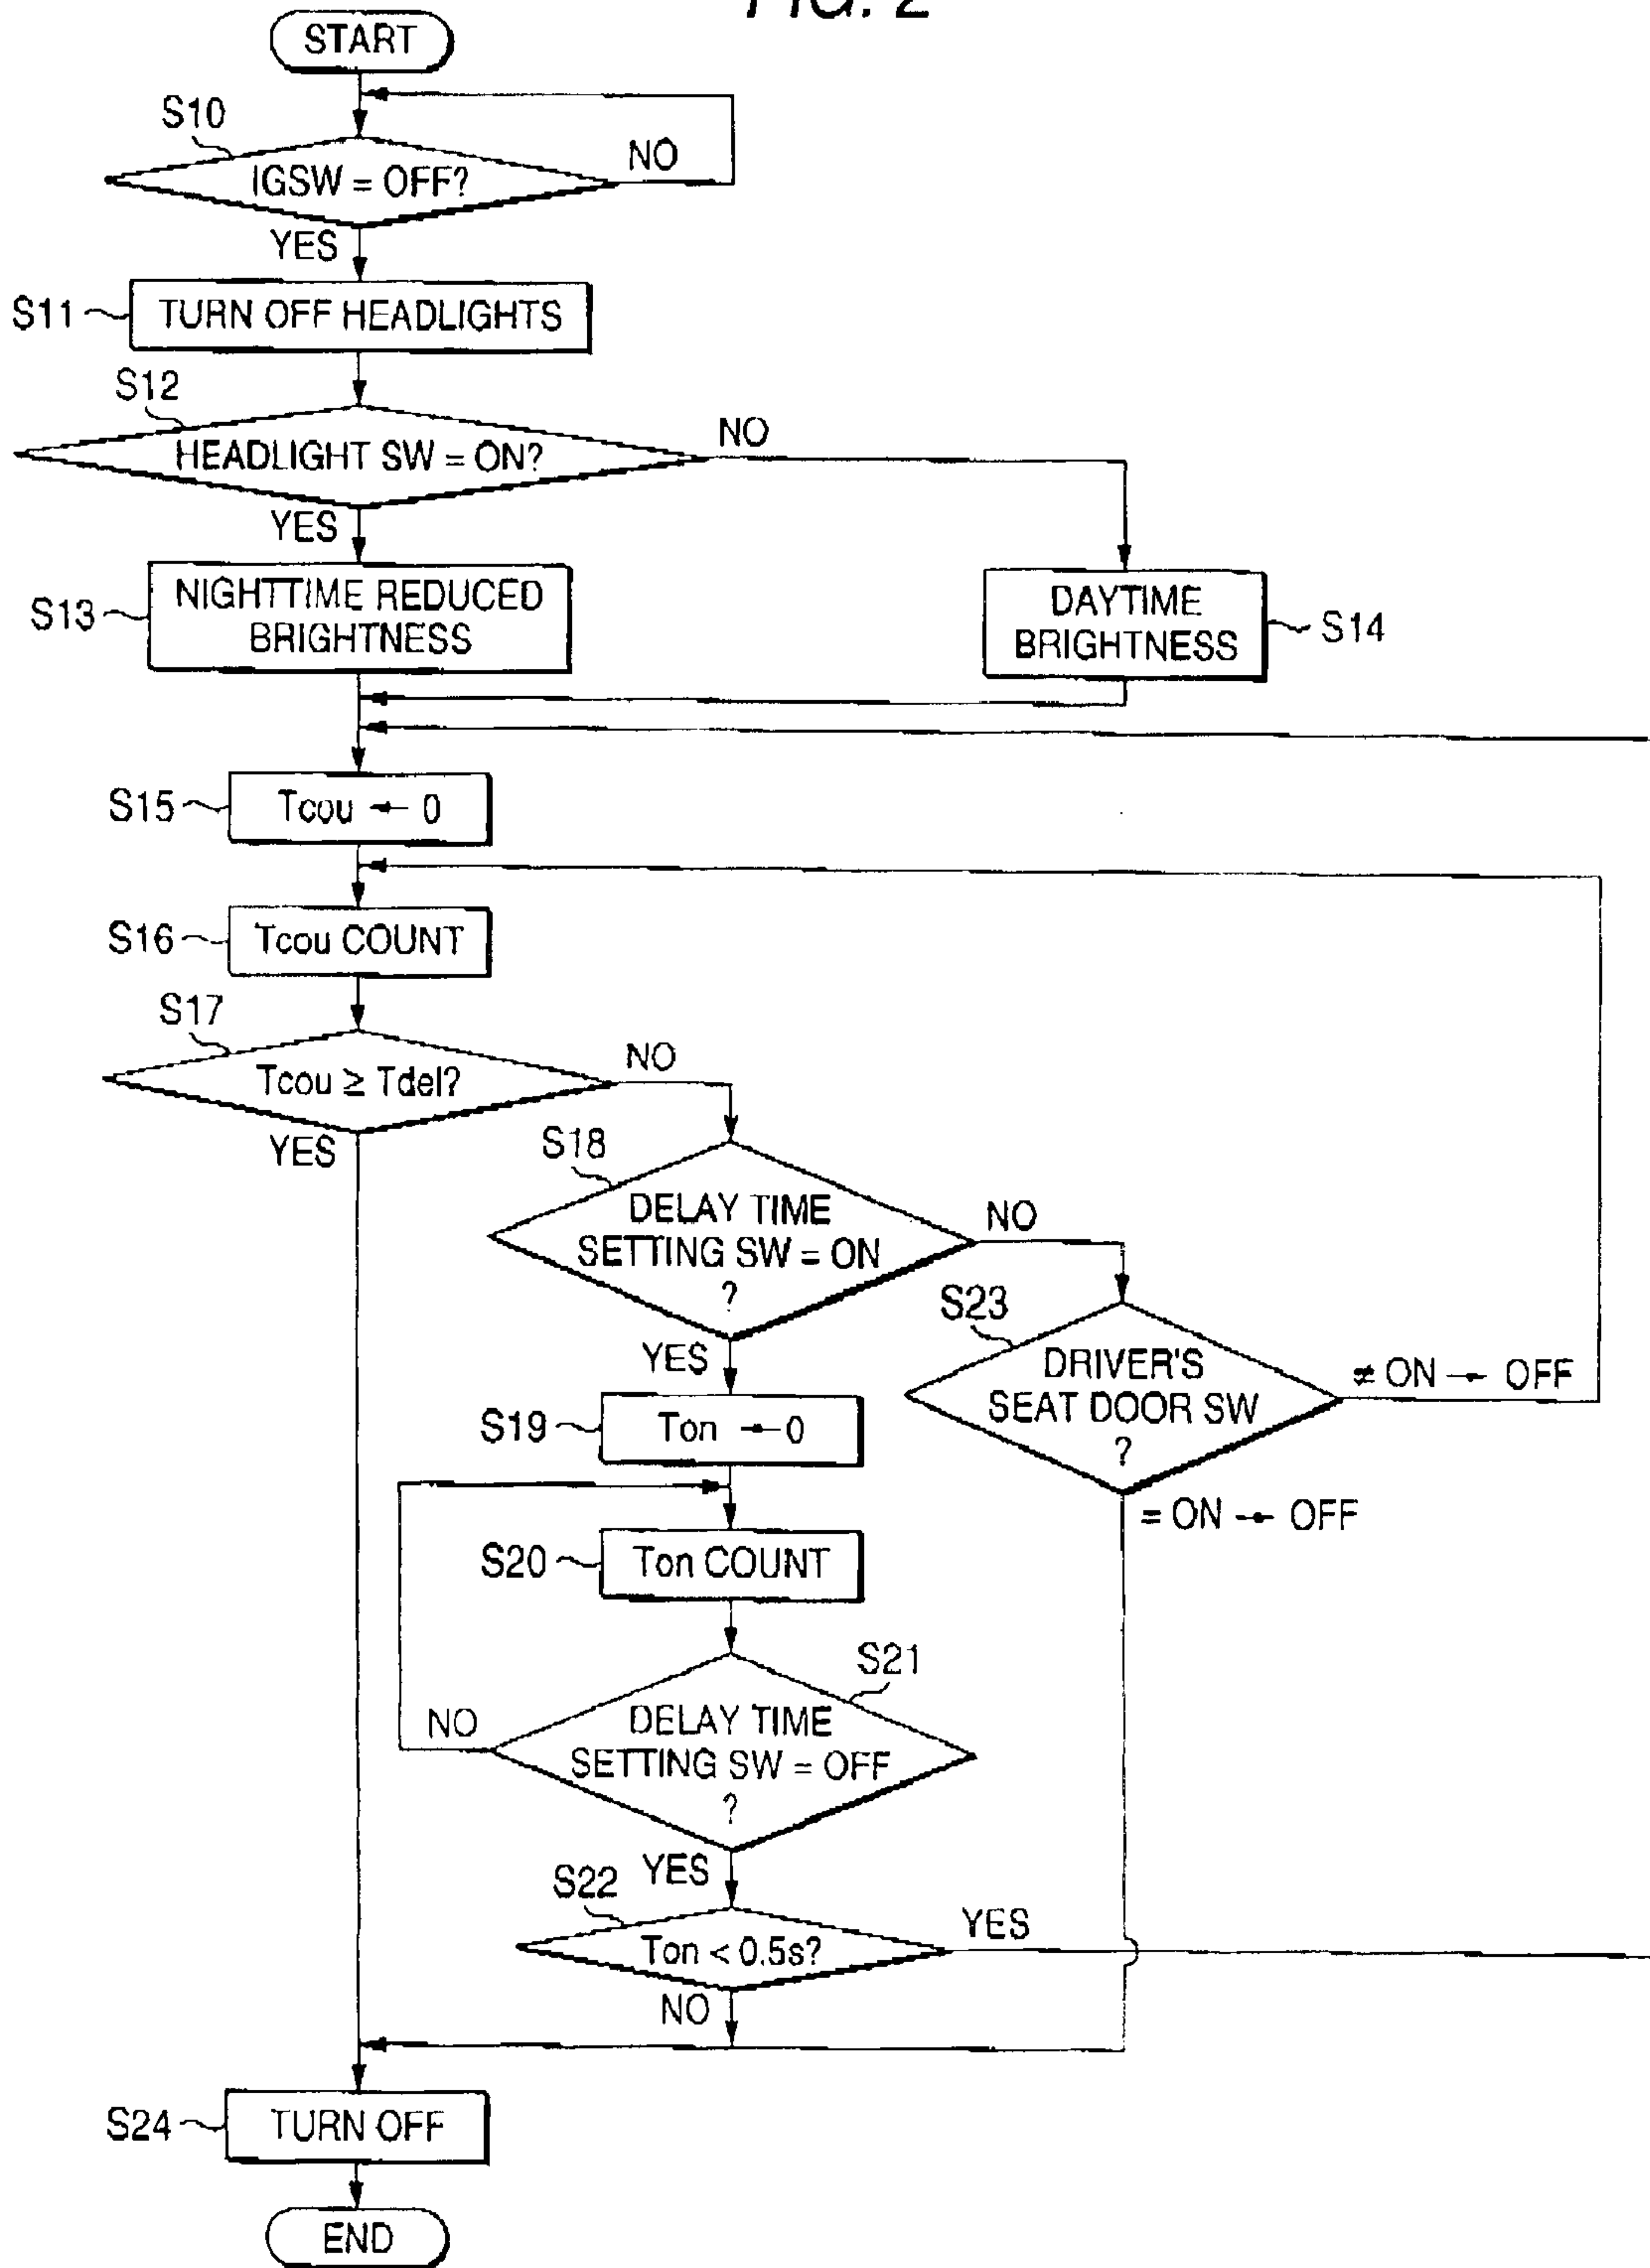 FIG. 2
START
S10
IGSW = OFF?
NO
YES
S11
TURN OFF HEADLIGHTS
S12
HEADLIGHT SW = ON?
NO
YES
S13
NIGHTTIME REDUCED
BRIGHTNESS
DAYTIME
BRIGHTNESS
S14
S15
Tcou ← 0
S16
Tcou COUNT
S17
Tcou ≥ Tdel?
NO
YES
S18
DELAY TIME
SETTING SW = ON
?
NO
YES
S23
DRIVER'S
SEAT DOOR SW
?
≠ ON → OFF
= ON → OFF
S19
Ton ← 0
S20
Ton COUNT
S21
DELAY TIME
SETTING SW = OFF
?
NO
YES
S22
Ton < 0.5s?
YES
NO
S24
TURN OFF
END